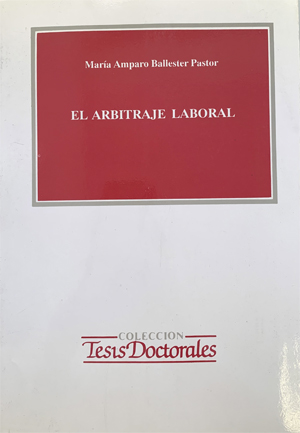 María Amparo Ballester Pastor
EL ARBITRAJE LABORAL
COLECCION
Tesis Doctorales